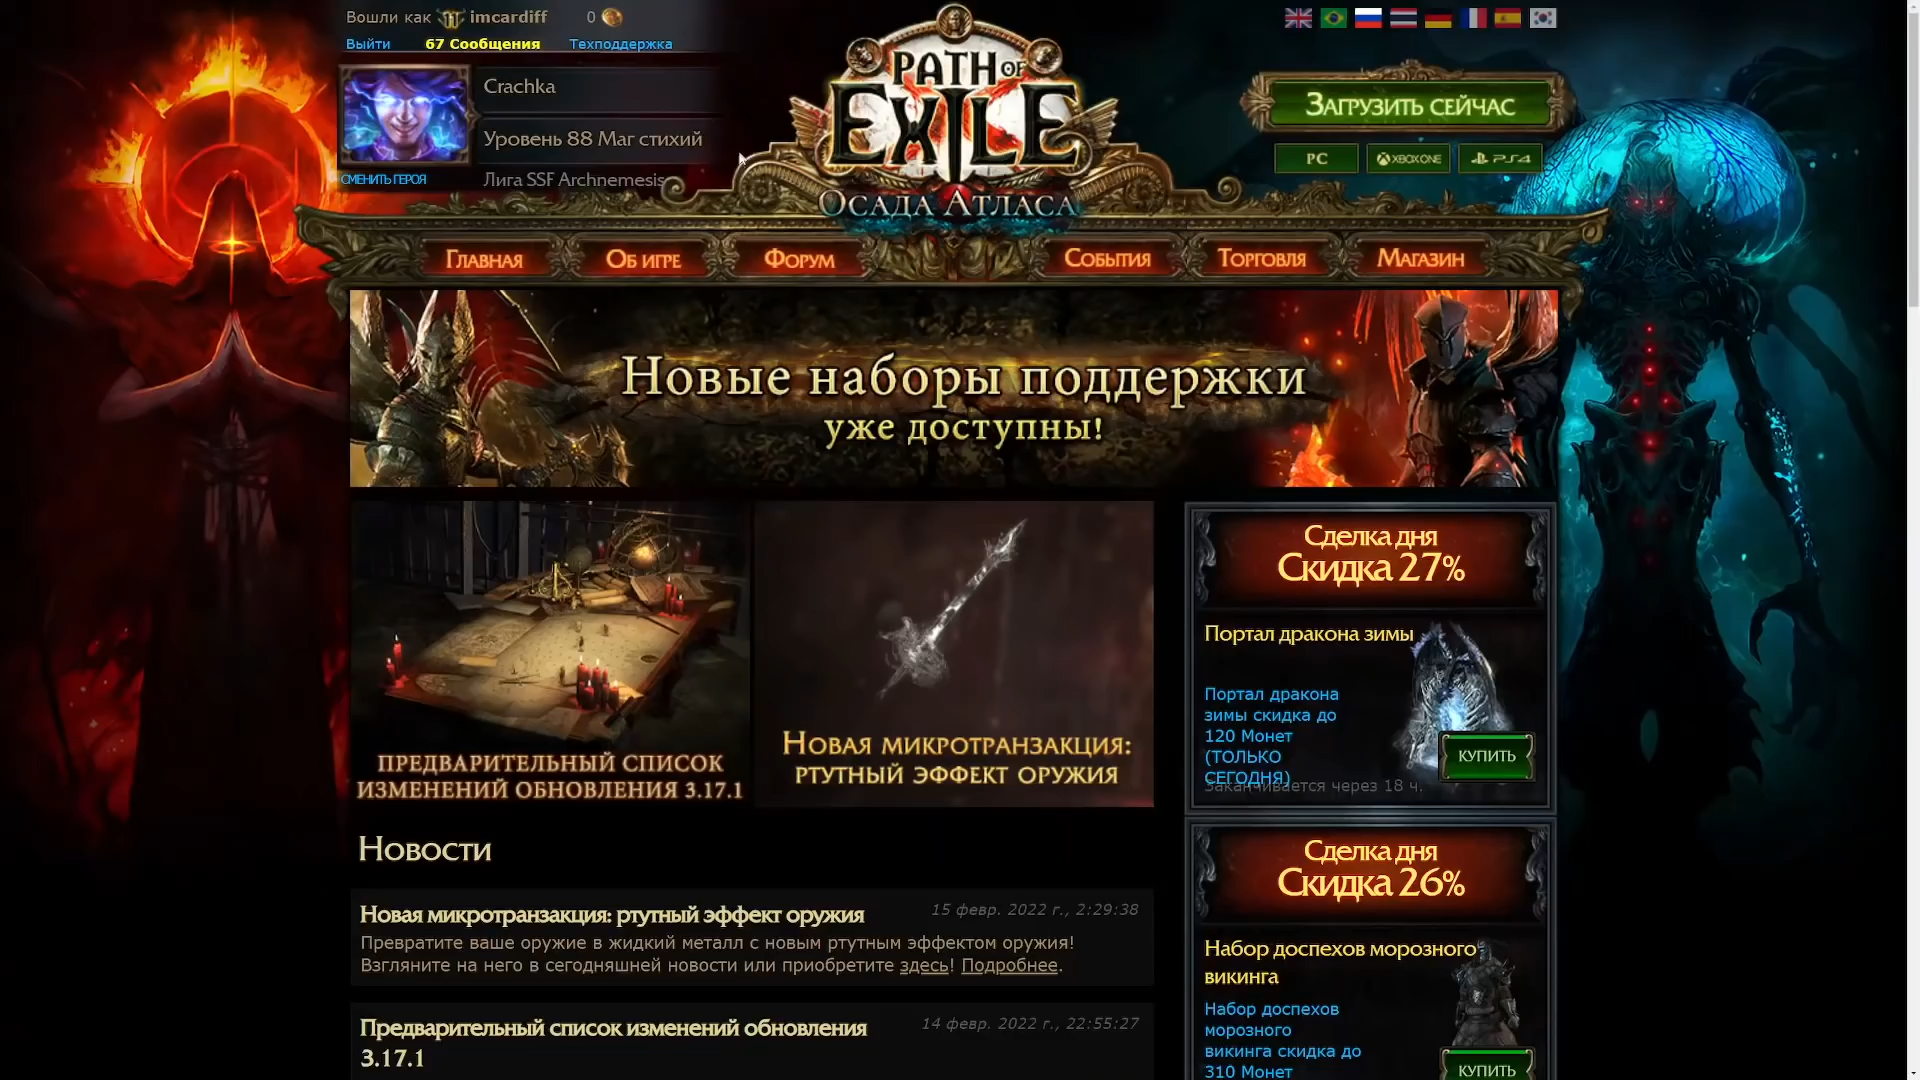 Вошли как imcardiff 0
Выйти 67 Сообщения Техподдержка
Crachka
Уровень 88 Маг стихий
СМЕНИТЬ ГЕРОЯ
Лига SSF Archnemesis
PATH OF
EXILE
ОСАДА АТЛАСА
ЗАГРУЗИТЬ СЕЙЧАС
PC XBOX ONE PS4
ГЛАВНАЯ ОБ ИГРЕ ФОРУМ СОБЫТИЯ ТОРГОВЛЯ МАГАЗИН
Новые наборы поддержки
уже доступны!
ПРЕДВАРИТЕЛЬНЫЙ СПИСОК
ИЗМЕНЕНИЙ ОБНОВЛЕНИЯ 3.17.1
НОВАЯ МИКРОТРАНЗАКЦИЯ:
РТУТНЫЙ ЭФФЕКТ ОРУЖИЯ
Новости
Новая микротранзакция: ртутный эффект оружия
15 февр. 2022 г., 2:29:38
Превратите ваше оружие в жидкий металл с новым ртутным эффектом оружия!
Взгляните на него в сегодняшней новости или приобретите здесь! Подробнее.
Предварительный список изменений обновления
3.17.1
14 февр. 2022 г., 22:55:27
Сделка дня
Скидка 27%
Портал дракона зимы
Портал дракона
зимы скидка до
120 Монет
(ТОЛЬКО
СЕГОДНЯ)
Заканчивается через 18 ч.
КУПИТЬ
Сделка дня
Скидка 26%
Набор доспехов морозного
викинга
Набор доспехов
морозного
викинга скидка до
310 Монет
КУПИТЬ